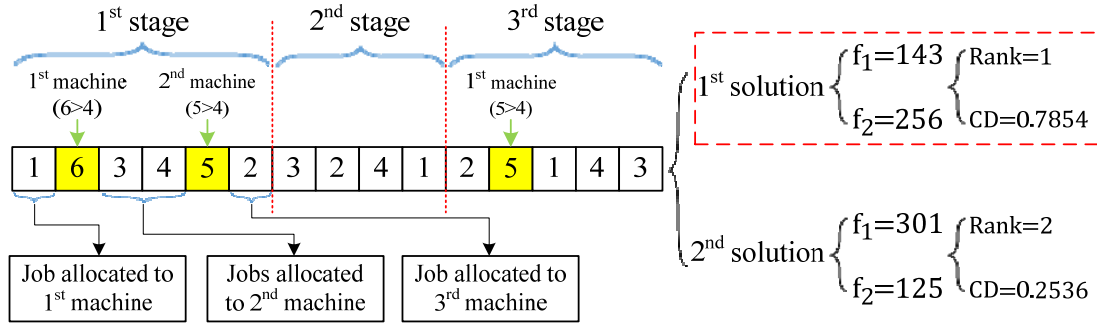 1st stage 2nd stage 3rd stage
1st machine
(6>4)
2nd machine
(5>4)
1st machine
(5>4)
1 6 3 4 5 2 3 2 4 1 2 5 1 4 3
Job allocated to
1st machine
Jobs allocated
to 2nd machine
Job allocated to
3rd machine
1st solution
f1=143
f2=256
Rank=1
CD=0.7854
2nd solution
f1=301
f2=125
Rank=2
CD=0.2536